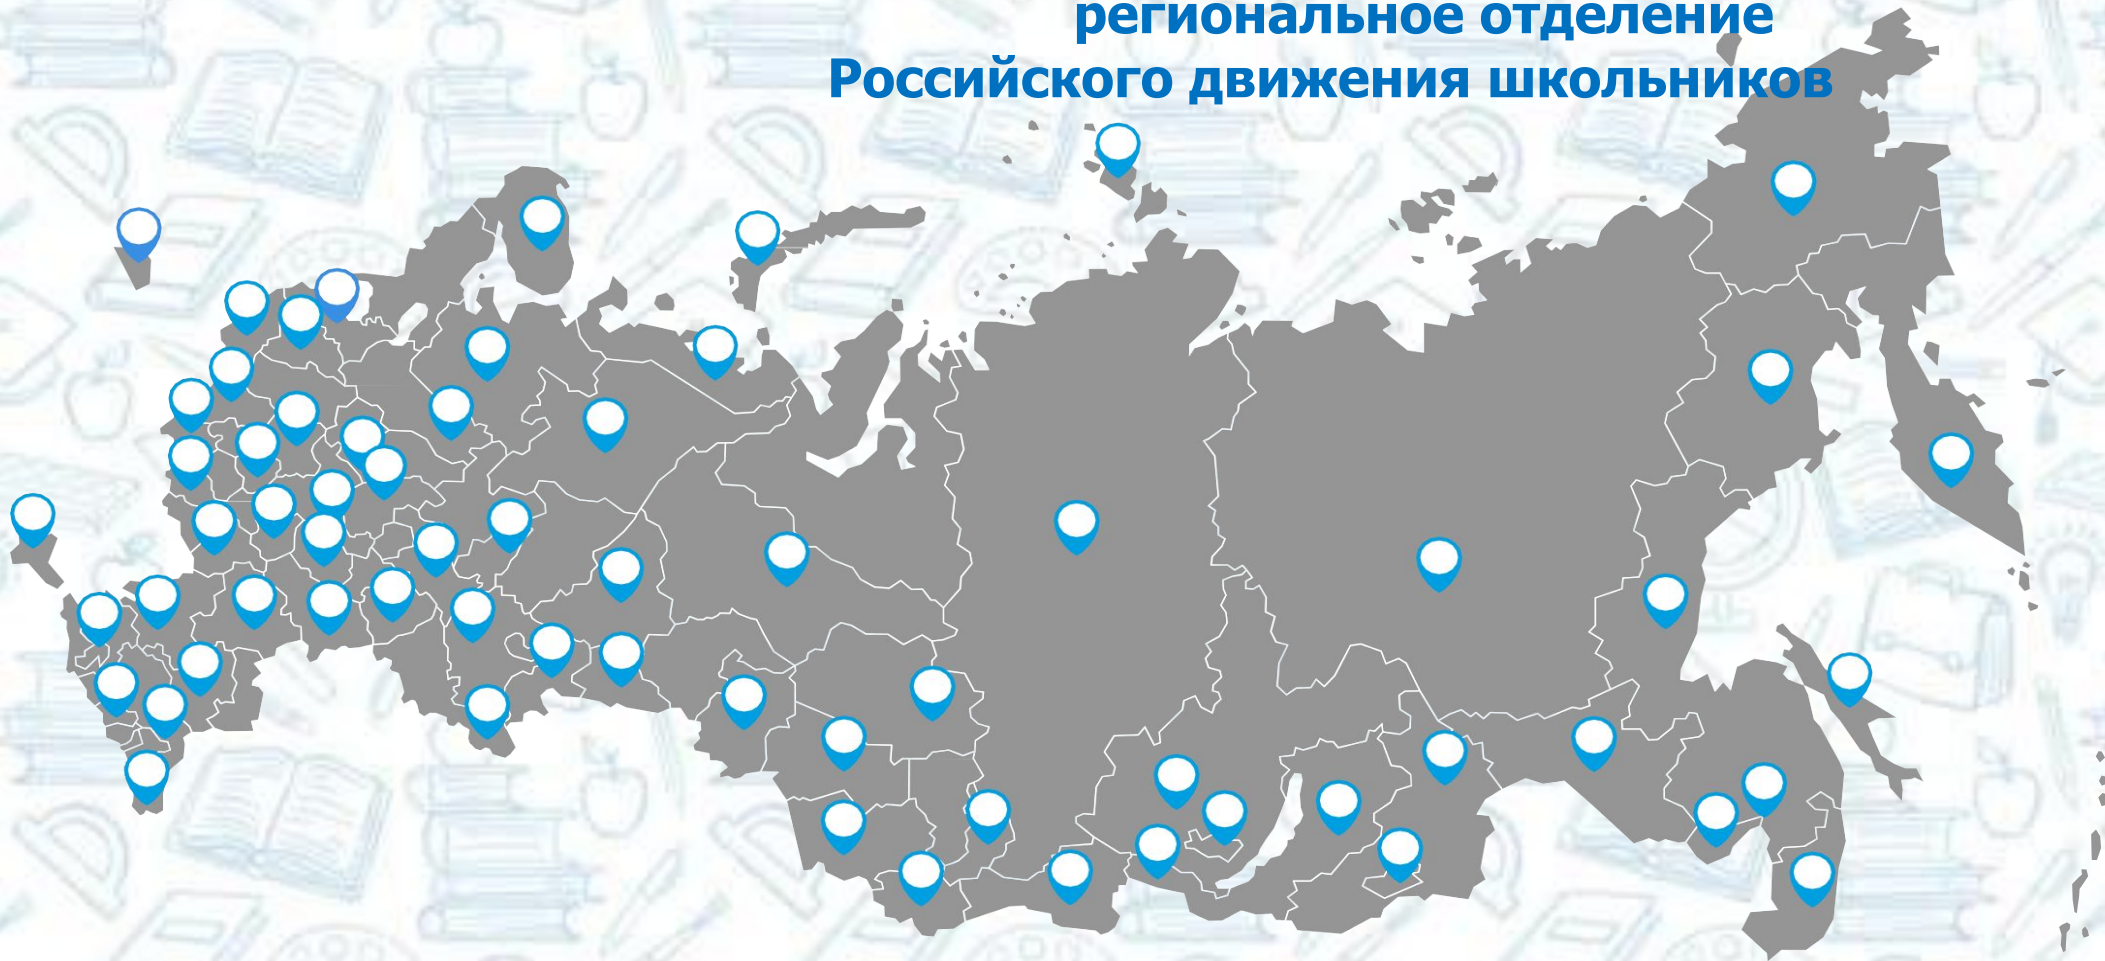 региональное отделение
Российского движения школьников